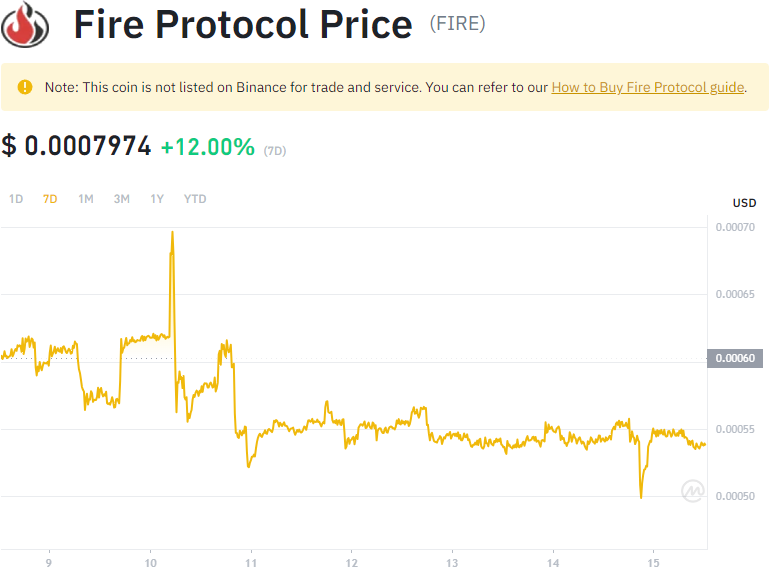 Fire Protocol Price (FIRE)
Note: This coin is not listed on Binance for trade and service. You can refer to our How to Buy Fire Protocol guide.
$ 0.0007974 +12.00% (7D)
1D 7D 1M 3M 1Y YTD
USD
0.00070
0.00065
0.00060
0.00055
0.00050
9 10 11 12 13 14 15